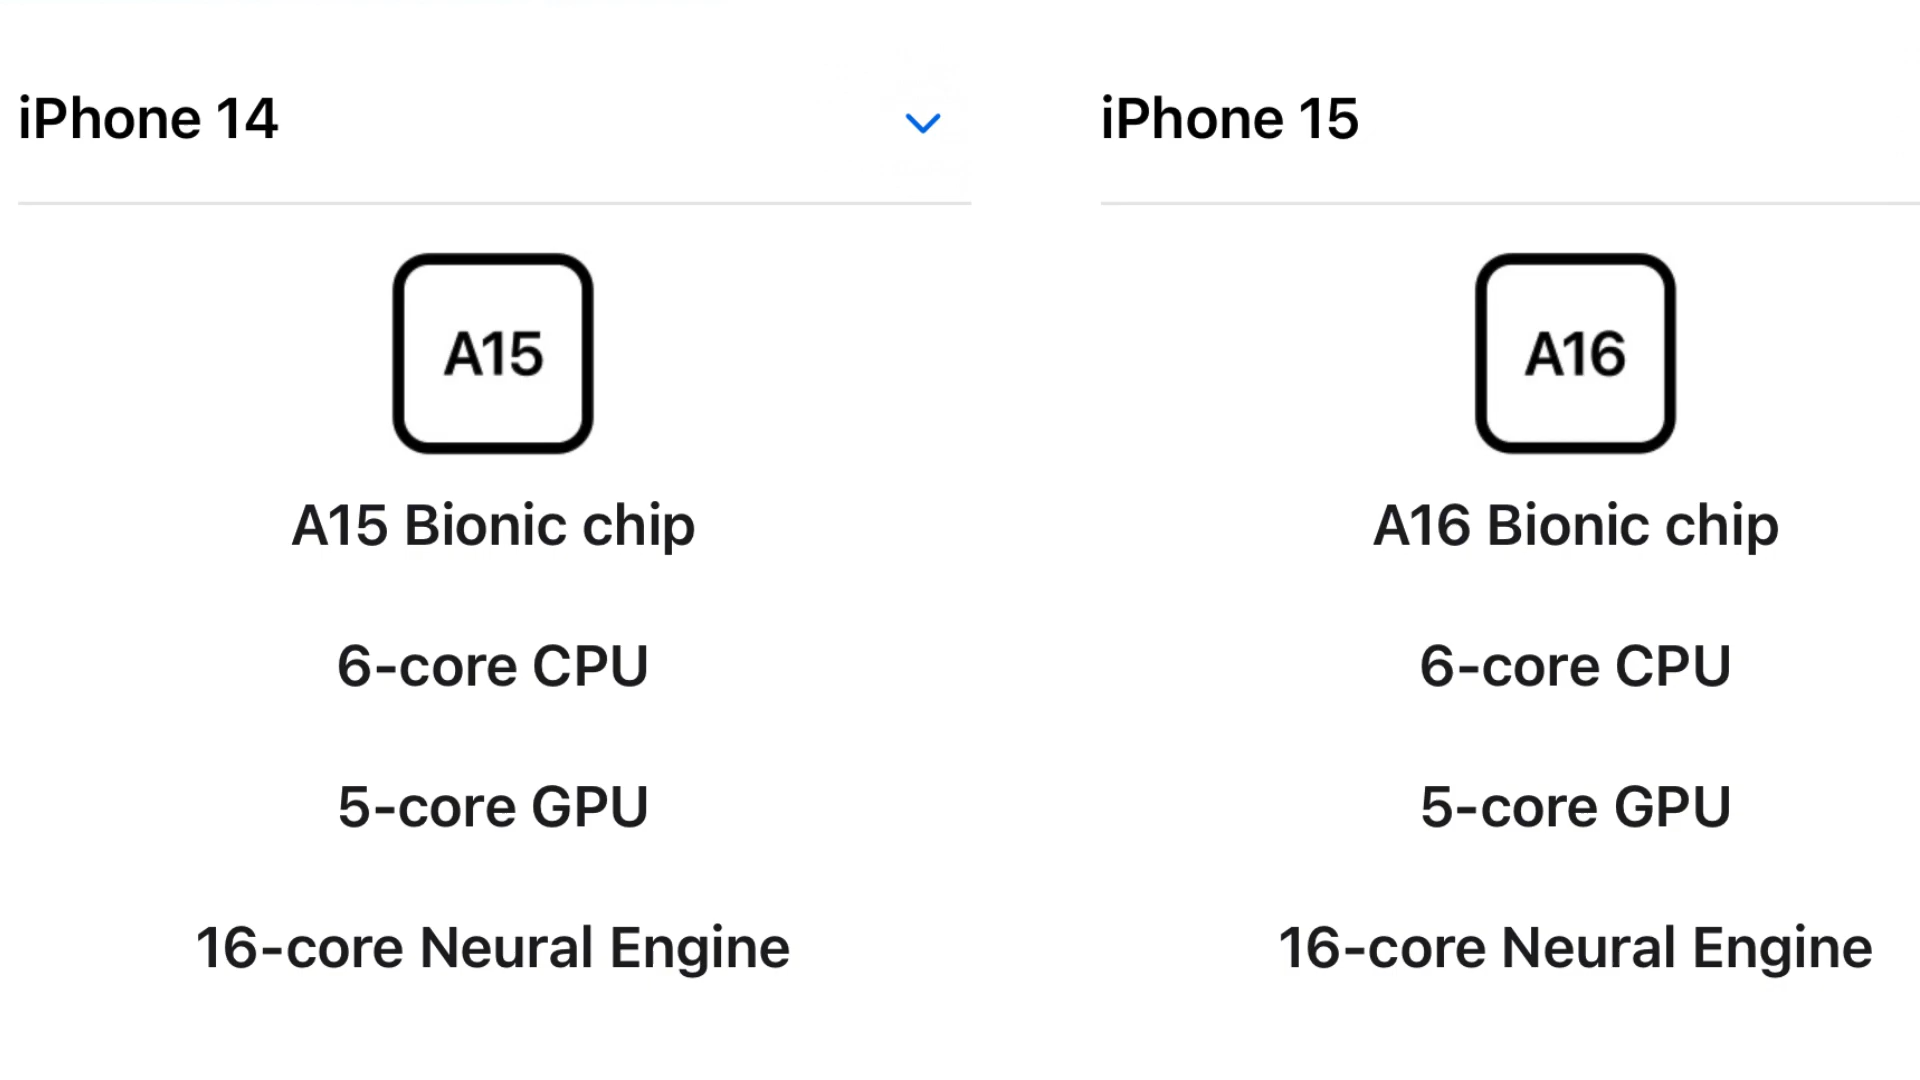 iPhone 14
A15
A15 Bionic chip
6-core CPU
5-core GPU
16-core Neural Engine
iPhone 15
A16
A16 Bionic chip
6-core CPU
5-core GPU
16-core Neural Engine